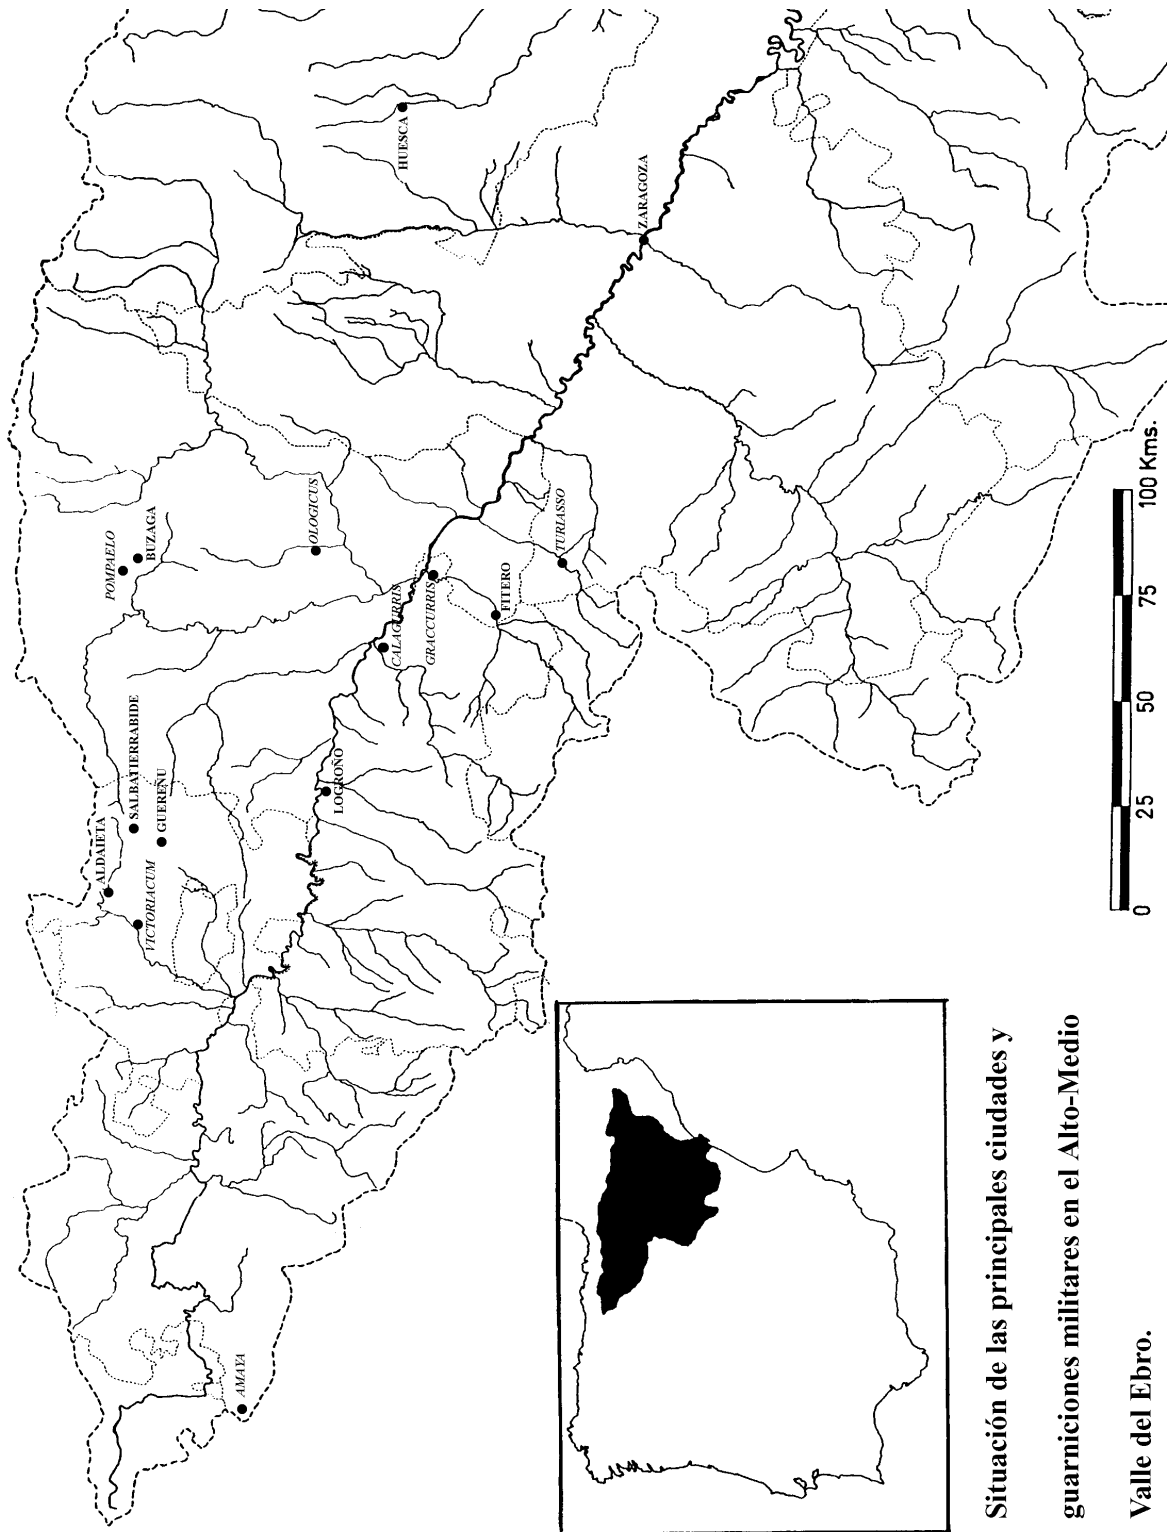 AMAYA
VICTORIACUM
ALDAIETA
SALBATIERRABIDE
GUEREÑU
LOGROÑO
POMPAELO
BUZAGA
OLOGICUS
CALAGURRIS
GRACCURRIS
FITERO
TURIASSO
HUESCA
ZARAGOZA
0 25 50 75 100 Kms.
Situación de las principales ciudades y
guarniciones militares en el Alto-Medio
Valle del Ebro.